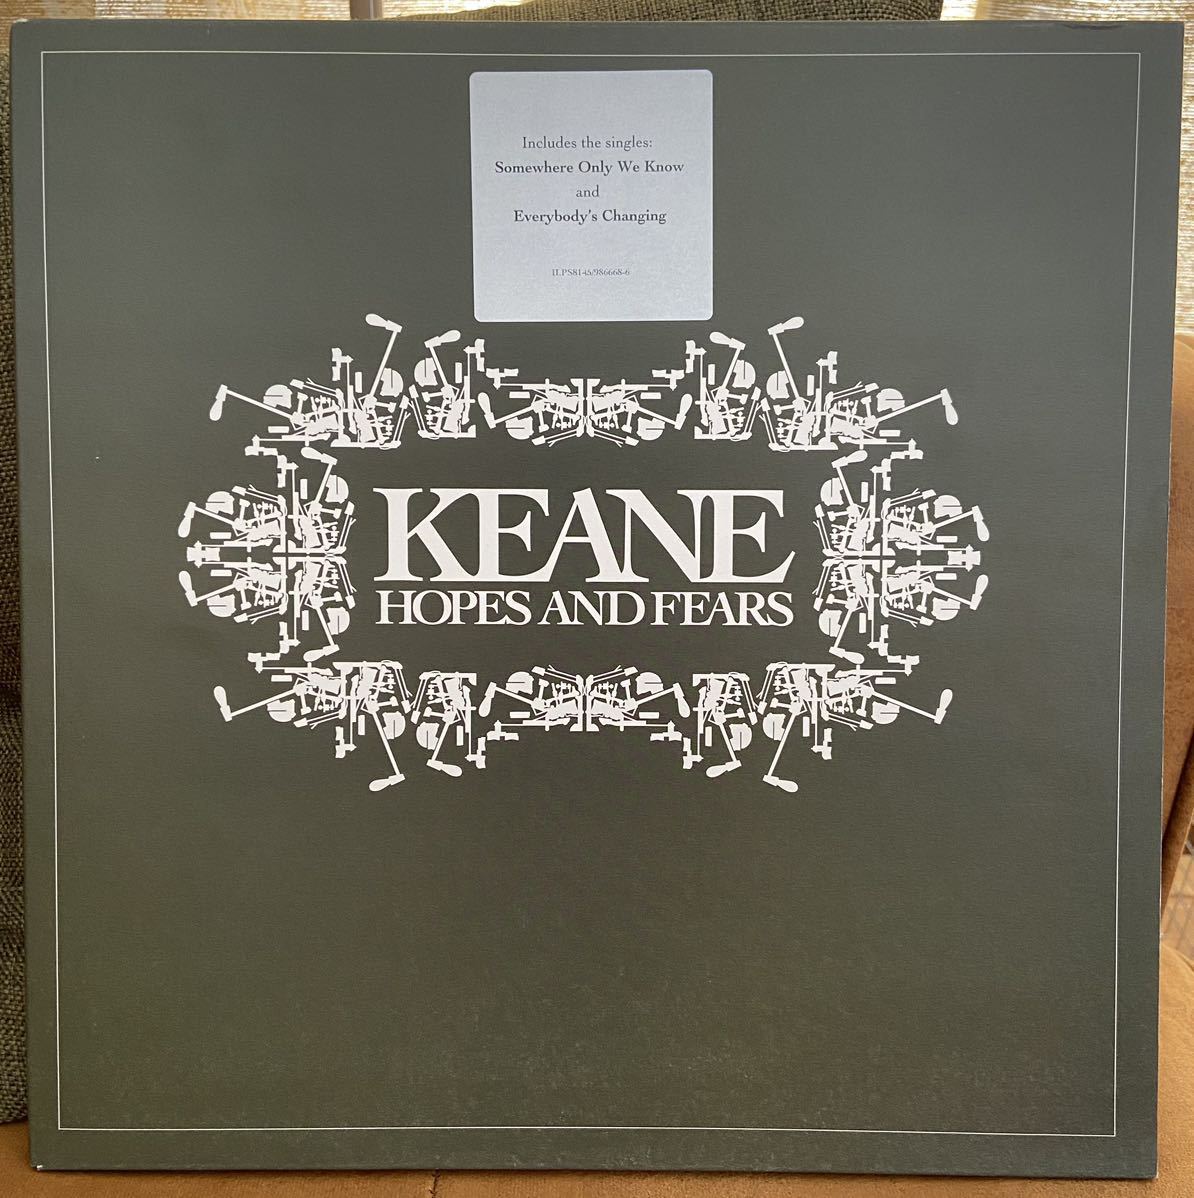 Includes the singles:
Somewhere Only We Know
and
Everybody's Changing
ILPS8145/986668-6
KEANE
HOPES AND FEARS